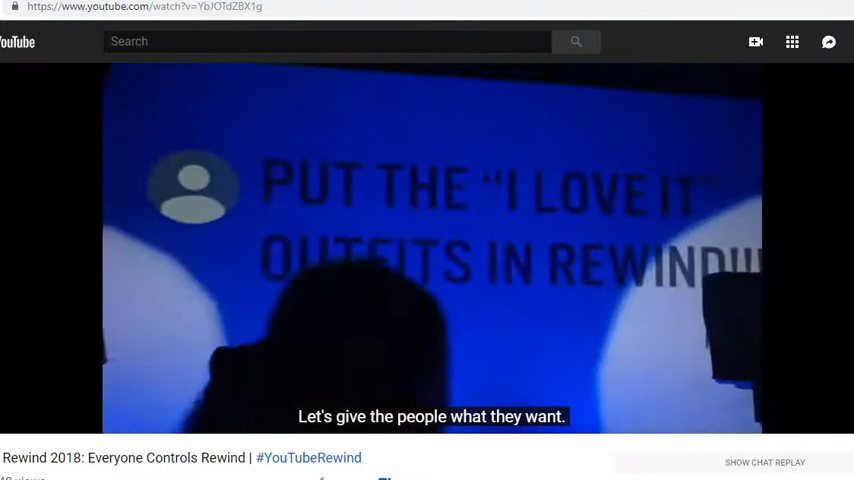 https://www.youtube.com/watch?v=YbJOTdZBX1g
YouTube
Search
PUT THE "I LOVE IT"
OUTFITS IN REWIND!!!
Let's give the people what they want.
Rewind 2018: Everyone Controls Rewind | #YouTubeRewind
SHOW CHAT REPLAY
views